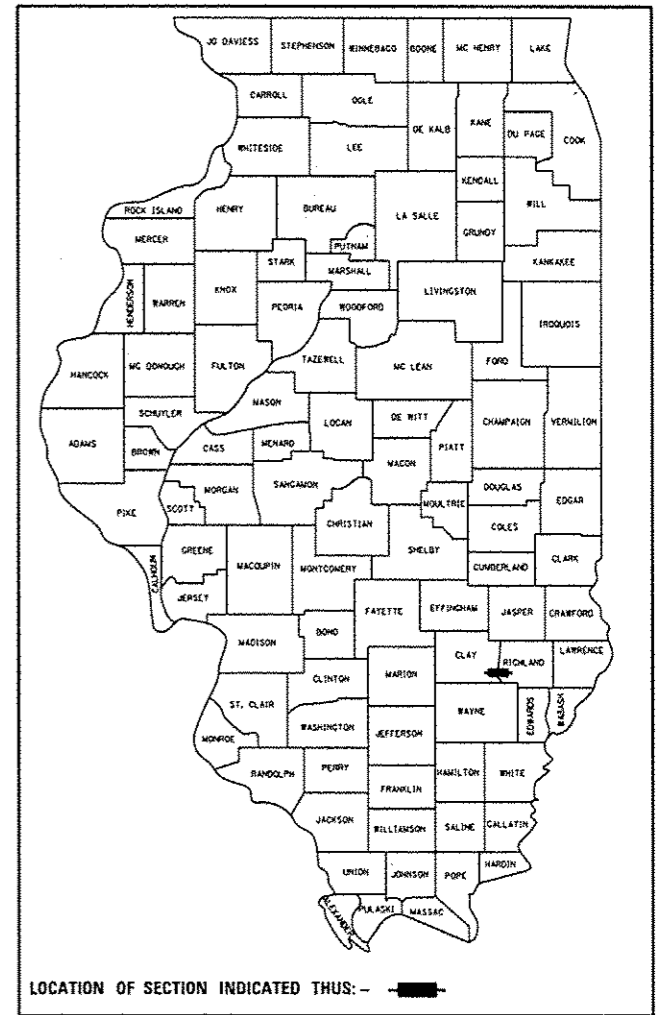 JO DAVIESS STEPHENSON WINNEBAGO BOONE MC HENRY LAKE
CARROLL OGLE DE KALB KANE DU PAGE COOK
WHITESIDE LEE KENDALL WILL
ROCK ISLAND HENRY BUREAU LA SALLE GRUNDY
MERCER PUTNAM KANKAKEE
STARK MARSHALL
HENDERSON WARREN KNOX PEORIA WOODFORD LIVINGSTON IROQUOIS
HANCOCK MC DONOUGH FULTON TAZEWELL MC LEAN FORD
SCHUYLER MASON LOGAN DE WITT CHAMPAIGN VERMILION
ADAMS BROWN CASS MENARD PIATT
MACON
PIKE SCOTT MORGAN SANGAMON MOULTRIE DOUGLAS EDGAR
CHRISTIAN COLES
CALHOUN GREENE MACOUPIN MONTGOMERY SHELBY CUMBERLAND CLARK
JERSEY FAYETTE EFFINGHAM JASPER CRAWFORD
MADISON BOND CLAY RICHLAND LAWRENCE
CLINTON MARION
ST. CLAIR WAYNE EDWARDS WABASH
MONROE WASHINGTON JEFFERSON
RANDOLPH PERRY HAMILTON WHITE
FRANKLIN
JACKSON WILLIAMSON SALINE GALLATIN
UNION JOHNSON POPE HARDIN
ALEXANDER PULASKI MASSAC
LOCATION OF SECTION INDICATED THUS: –